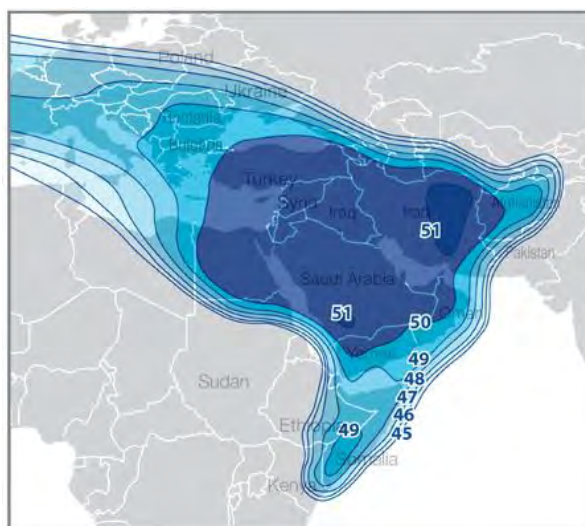 Poland
Ukraine
Romania
Bulgaria
Turkey
Syria
Iraq
Iran
Afghanistan
51
Pakistan
Saudi Arabia
51
50
Oman
Yemen
49
48
Sudan
47
46
Ethiopia
49
45
Somalia
Kenya